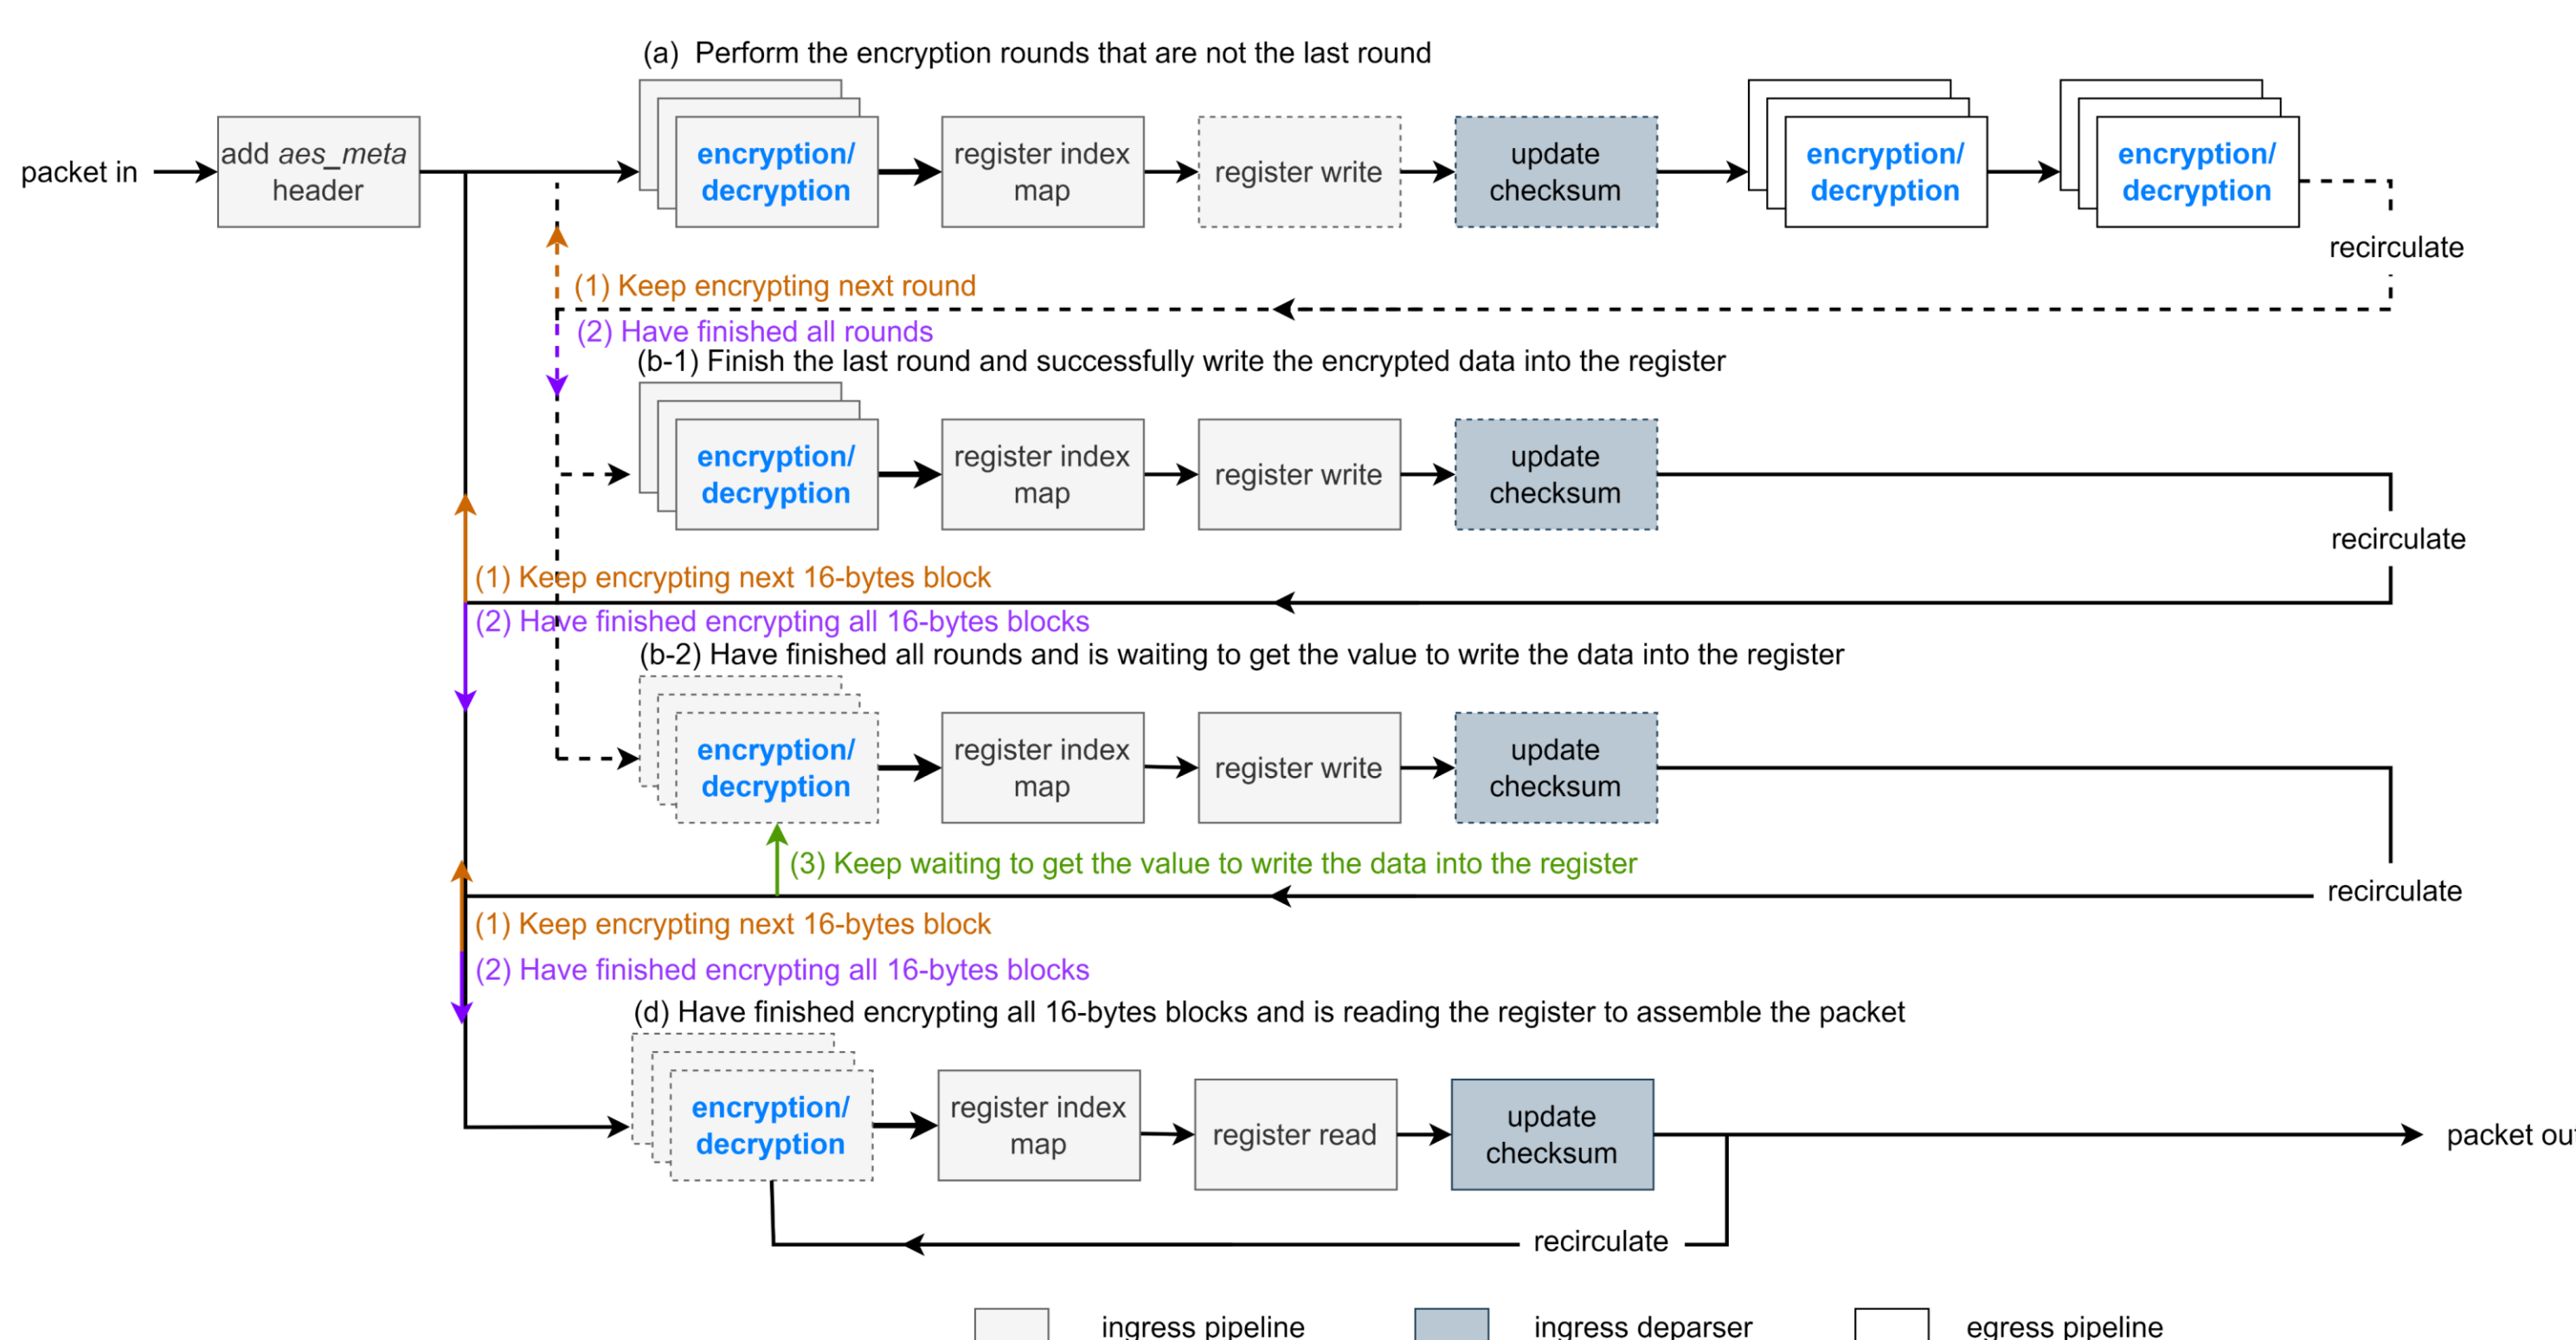 (a) Perform the encryption rounds that are not the last round
packet in
add aes_meta
header
encryption/
decryption
register index
map
register write
update
checksum
encryption/
decryption
encryption/
decryption
recirculate
(1) Keep encrypting next round
(2) Have finished all rounds
(b-1) Finish the last round and successfully write the encrypted data into the register
encryption/
decryption
register index
map
register write
update
checksum
recirculate
(1) Keep encrypting next 16-bytes block
(2) Have finished encrypting all 16-bytes blocks
(b-2) Have finished all rounds and is waiting to get the value to write the data into the register
encryption/
decryption
register index
map
register write
update
checksum
(3) Keep waiting to get the value to write the data into the register
recirculate
(1) Keep encrypting next 16-bytes block
(2) Have finished encrypting all 16-bytes blocks
(d) Have finished encrypting all 16-bytes blocks and is reading the register to assemble the packet
encryption/
decryption
register index
map
register read
update
checksum
packet out
recirculate
ingress pipeline
ingress deparser
egress pipeline